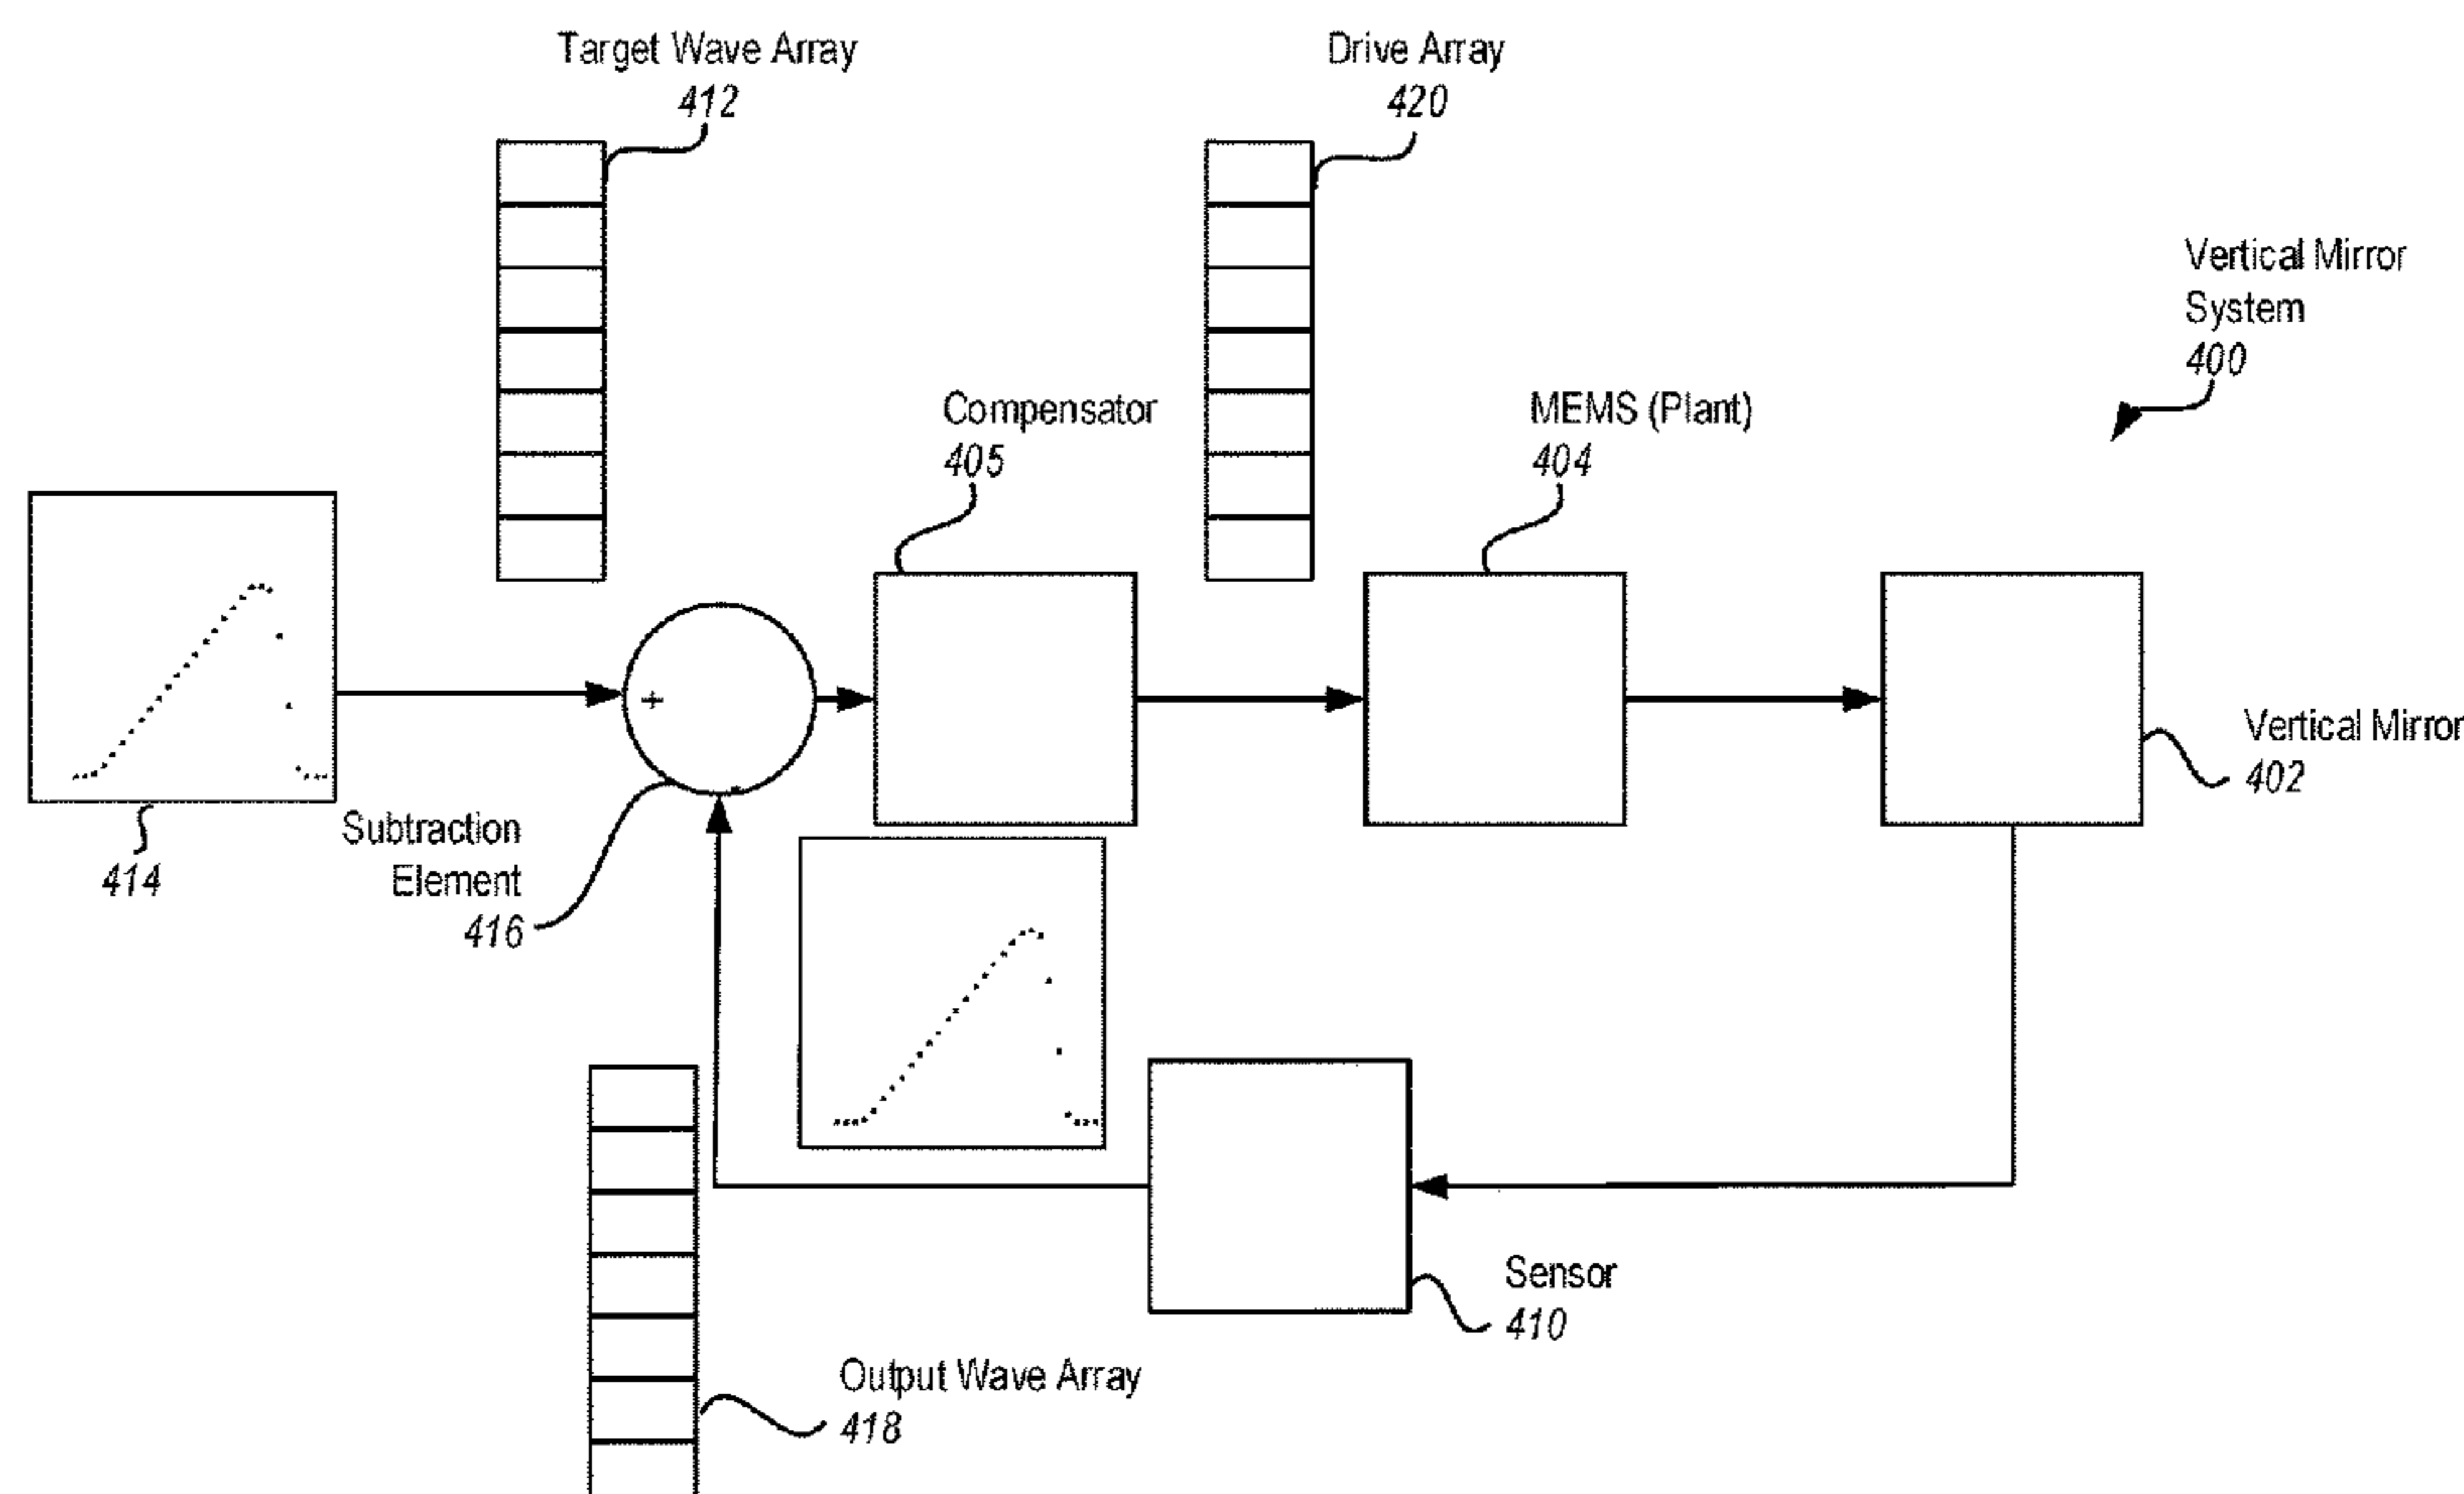 Target Wave Array
412
Drive Array
420
Vertical Mirror
System
400
Compensator
405
MEMS (Plant)
404
+
Vertical Mirror
402
414
Subtraction
Element
416
-
Sensor
410
Output Wave Array
418